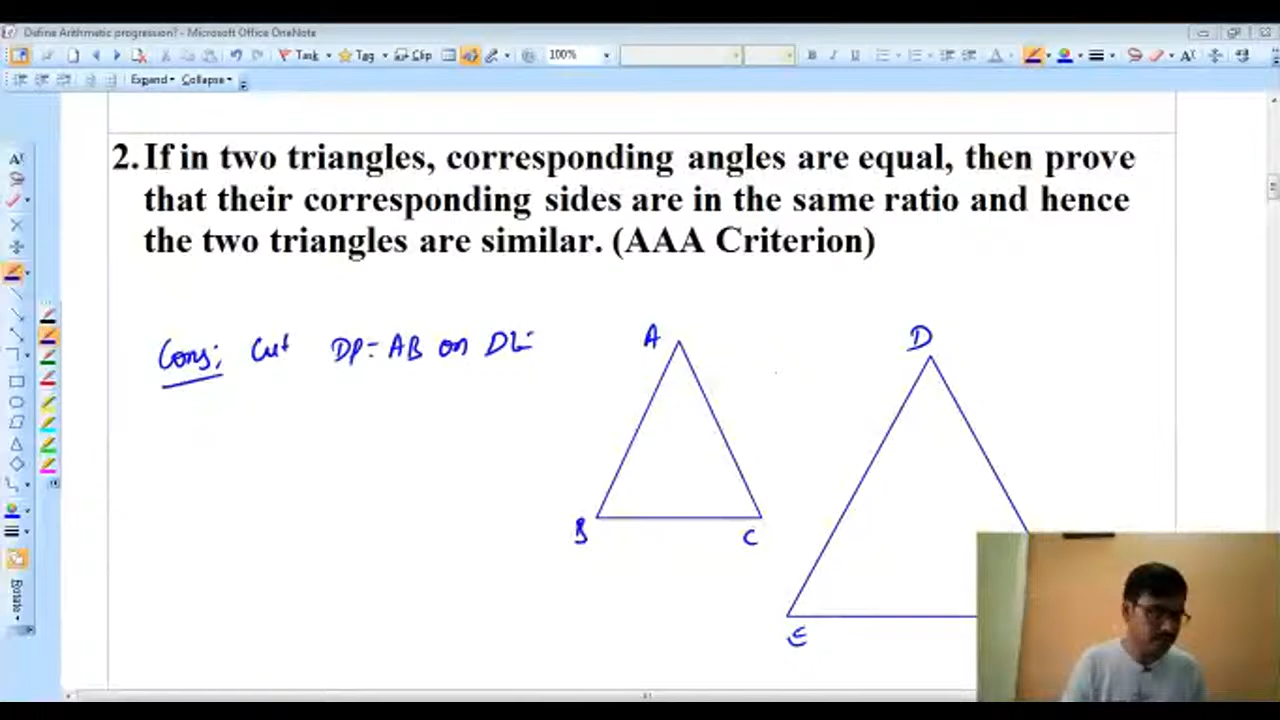 Define Arithmatic progression? - Microsoft Office OneNote
Task Tag Clip 100% B I U A
Expand Collapse
2. If in two triangles, corresponding angles are equal, then prove
that their corresponding sides are in the same ratio and hence
the two triangles are similar. (AAA Criterion)
Cons; Cut DP = AB on DE
A
D
B
C
E
Rotate